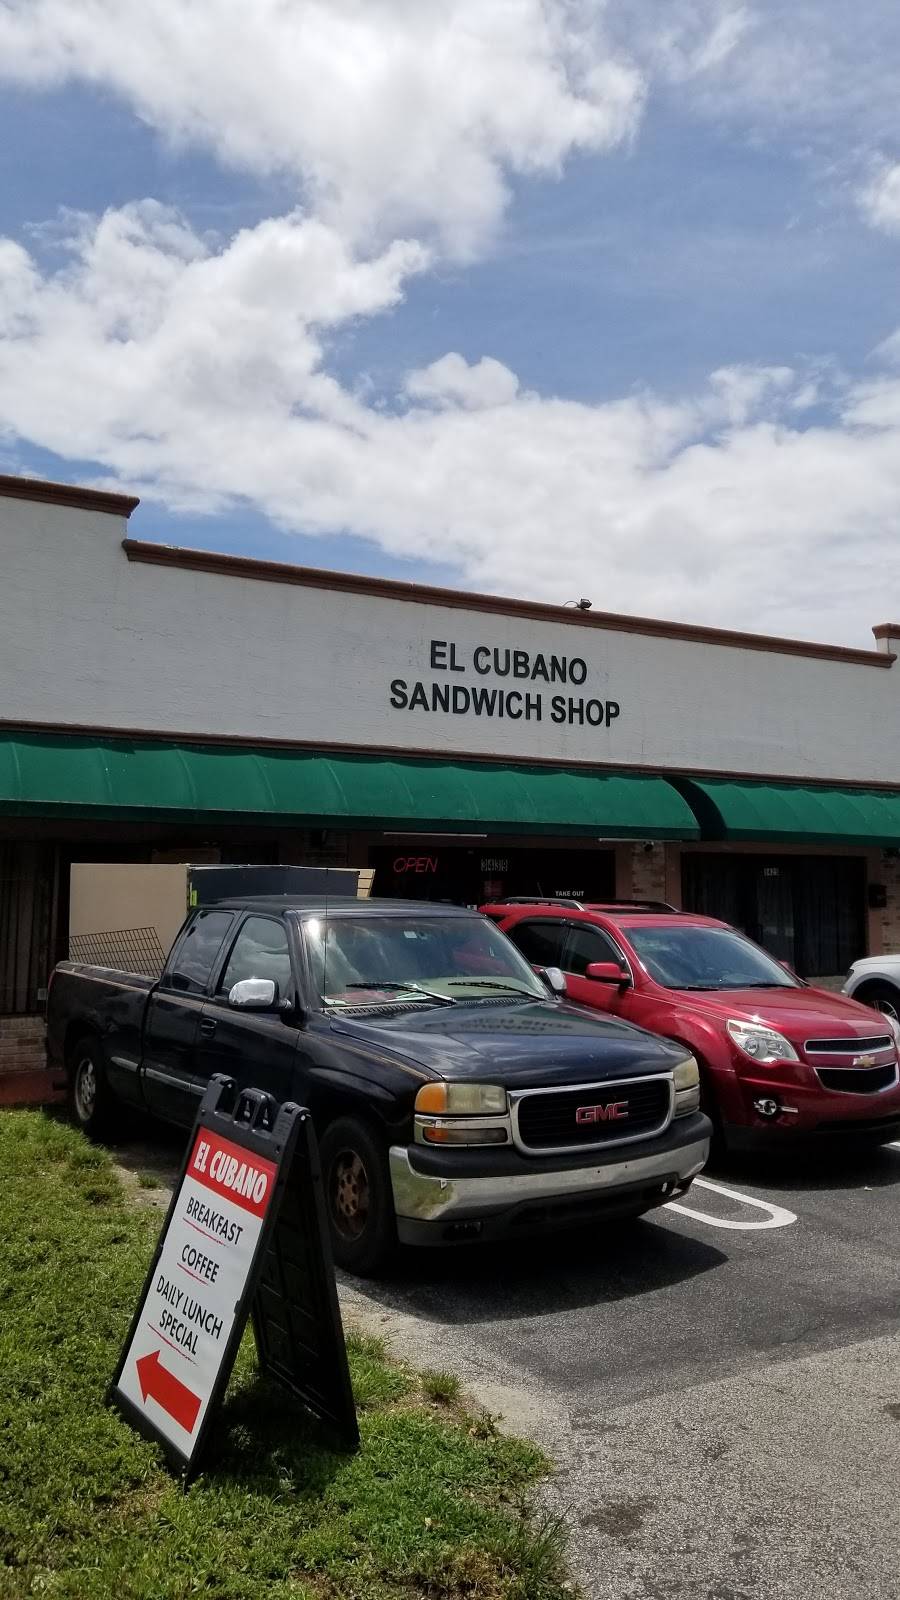 EL CUBANO
SANDWICH SHOP
OPEN
TAKE OUT
GMC
EL CUBANO
BREAKFAST
COFFEE
DAILY LUNCH
SPECIAL